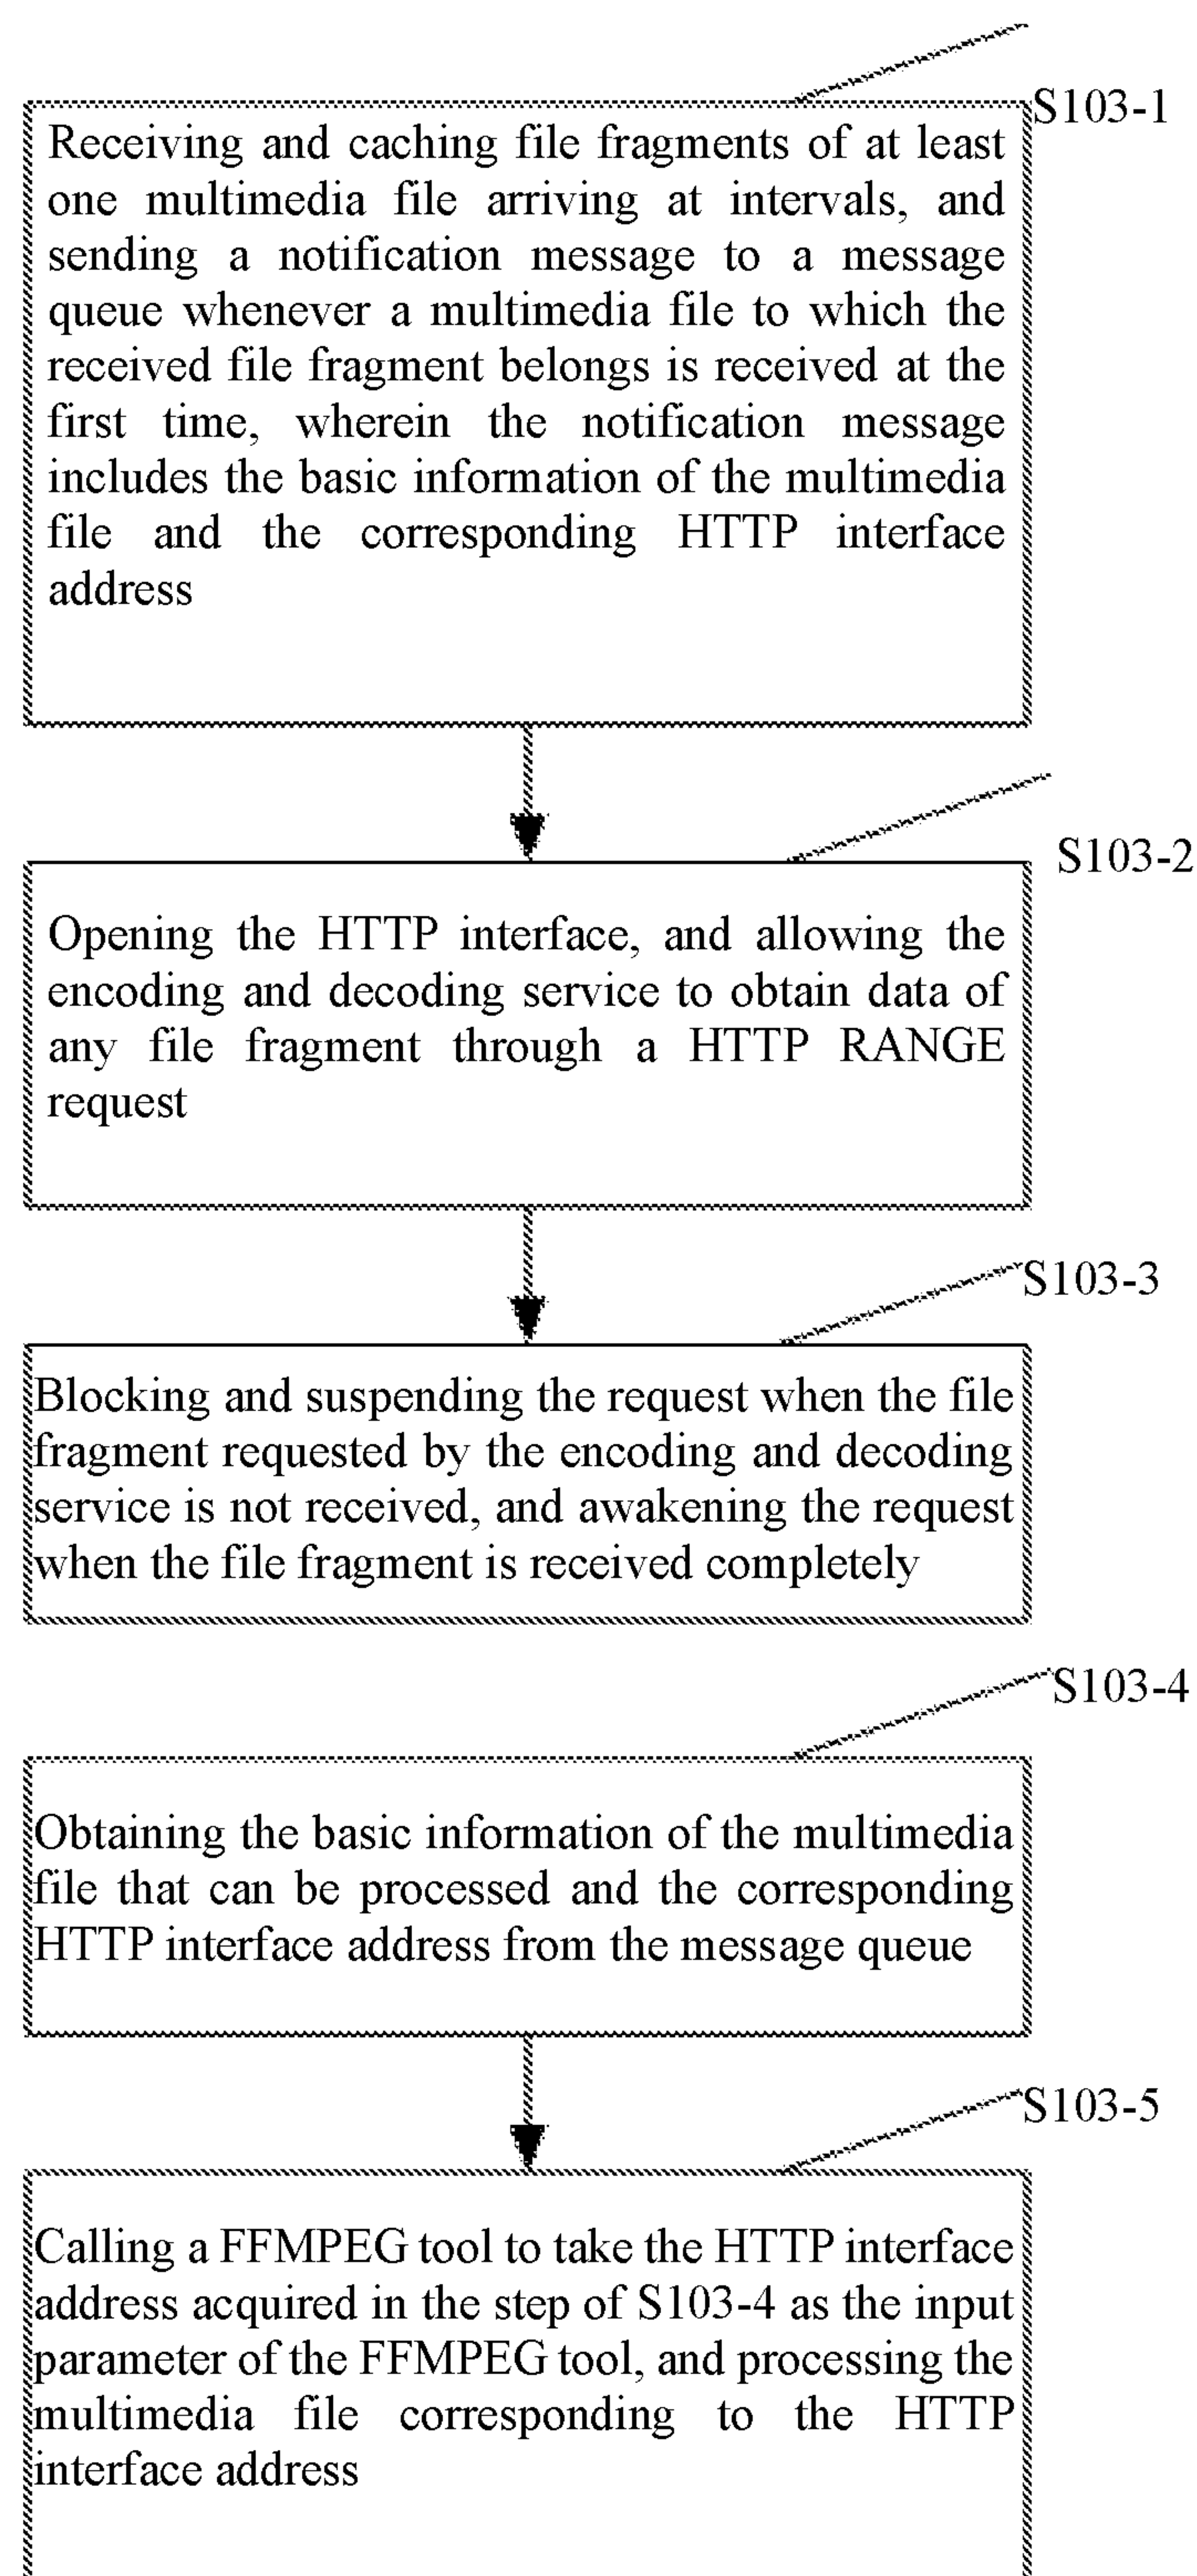 S103-1
Receiving and caching file fragments of at least
one multimedia file arriving at intervals, and
sending a notification message to a message
queue whenever a multimedia file to which the
received file fragment belongs is received at the
first time, wherein the notification message
includes the basic information of the multimedia
file and the corresponding HTTP interface
address
S103-2
Opening the HTTP interface, and allowing the
encoding and decoding service to obtain data of
any file fragment through a HTTP RANGE
request
S103-3
Blocking and suspending the request when the file
fragment requested by the encoding and decoding
service is not received, and awakening the request
when the file fragment is received completely
S103-4
Obtaining the basic information of the multimedia
file that can be processed and the corresponding
HTTP interface address from the message queue
S103-5
Calling a FFMPEG tool to take the HTTP interface
address acquired in the step of S103-4 as the input
parameter of the FFMPEG tool, and processing the
multimedia file corresponding to the HTTP
interface address